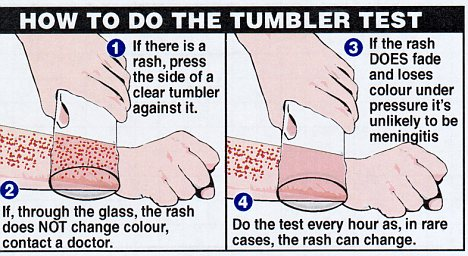 HOW TO DO THE TUMBLER TEST
1 If there is a
rash, press
the side of a
clear tumbler
against it.
2
If, through the glass, the rash
does NOT change colour,
contact a doctor.
3 If the rash
DOES fade
and loses
colour under
pressure it's
unlikely to be
meningitis
4
Do the test every hour as, in rare
cases, the rash can change.